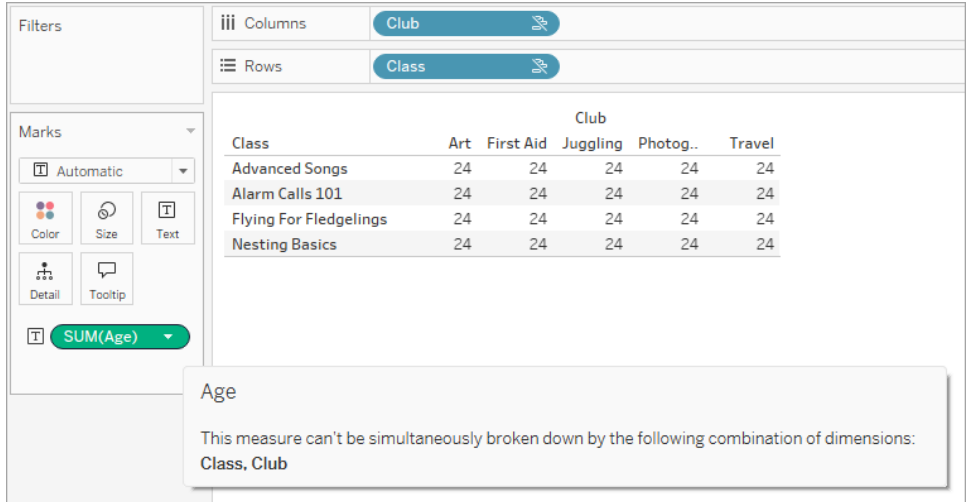 Filters
Columns
Club
Rows
Class
Marks
Automatic
Color Size Text
Detail Tooltip
SUM(Age)
Club
Class Art First Aid Juggling Photog.. Travel
Advanced Songs 24 24 24 24 24
Alarm Calls 101 24 24 24 24 24
Flying For Fledgelings 24 24 24 24 24
Nesting Basics 24 24 24 24 24
Age
This measure can't be simultaneously broken down by the following combination of dimensions:
Class, Club